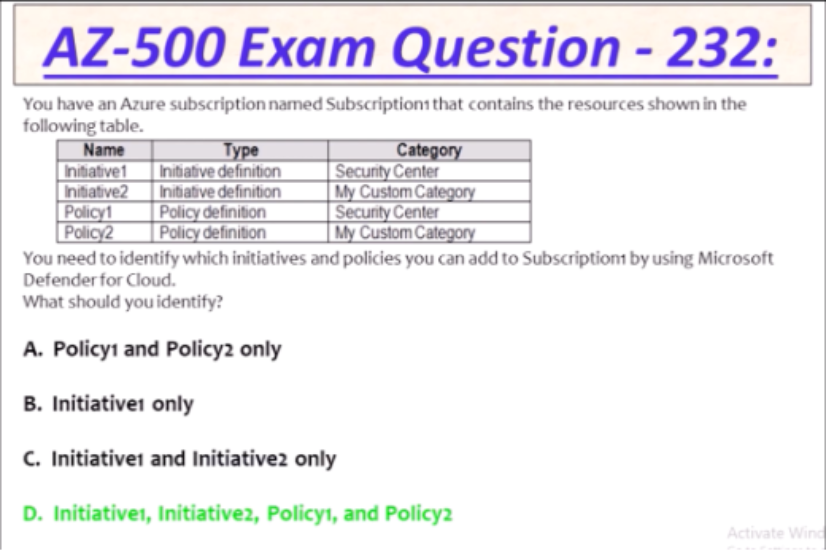 AZ-500 Exam Question - 232:
You have an Azure subscription named Subscription1 that contains the resources shown in the
following table.
Name Type Category
Initiative1 Initiative definition Security Center
Initiative2 Initiative definition My Custom Category
Policy1 Policy definition Security Center
Policy2 Policy definition My Custom Category
You need to identify which initiatives and policies you can add to Subscription1 by using Microsoft
Defender for Cloud.
What should you identify?
A. Policy1 and Policy2 only
B. Initiative1 only
C. Initiative1 and Initiative2 only
D. Initiative1, Initiative2, Policy1, and Policy2
Activate Wind